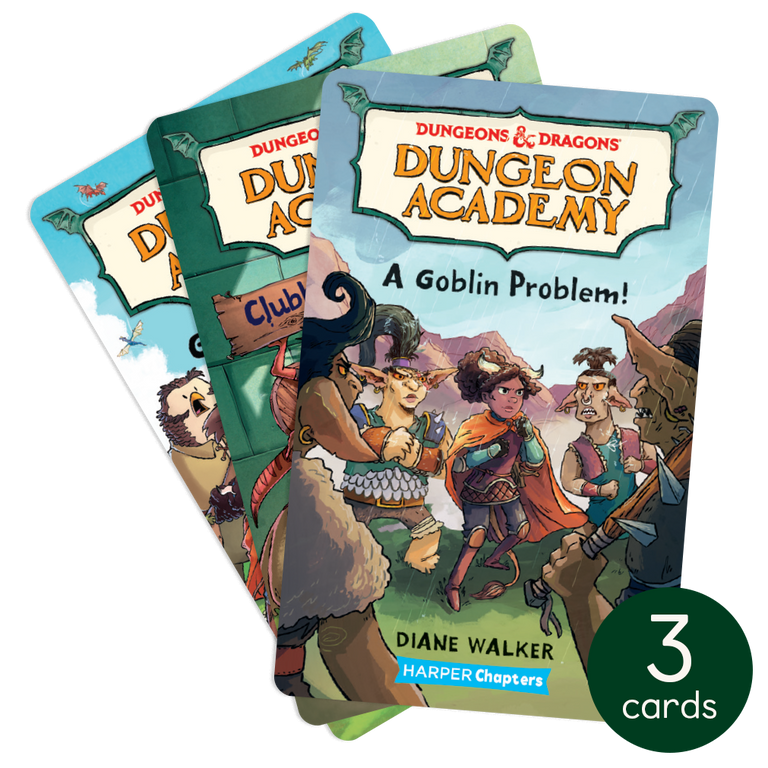 DUNGEONS & DRAGONS
DUNGEON
ACADEMY
A Goblin Problem!
DIANE WALKER
HARPER Chapters
3
cards